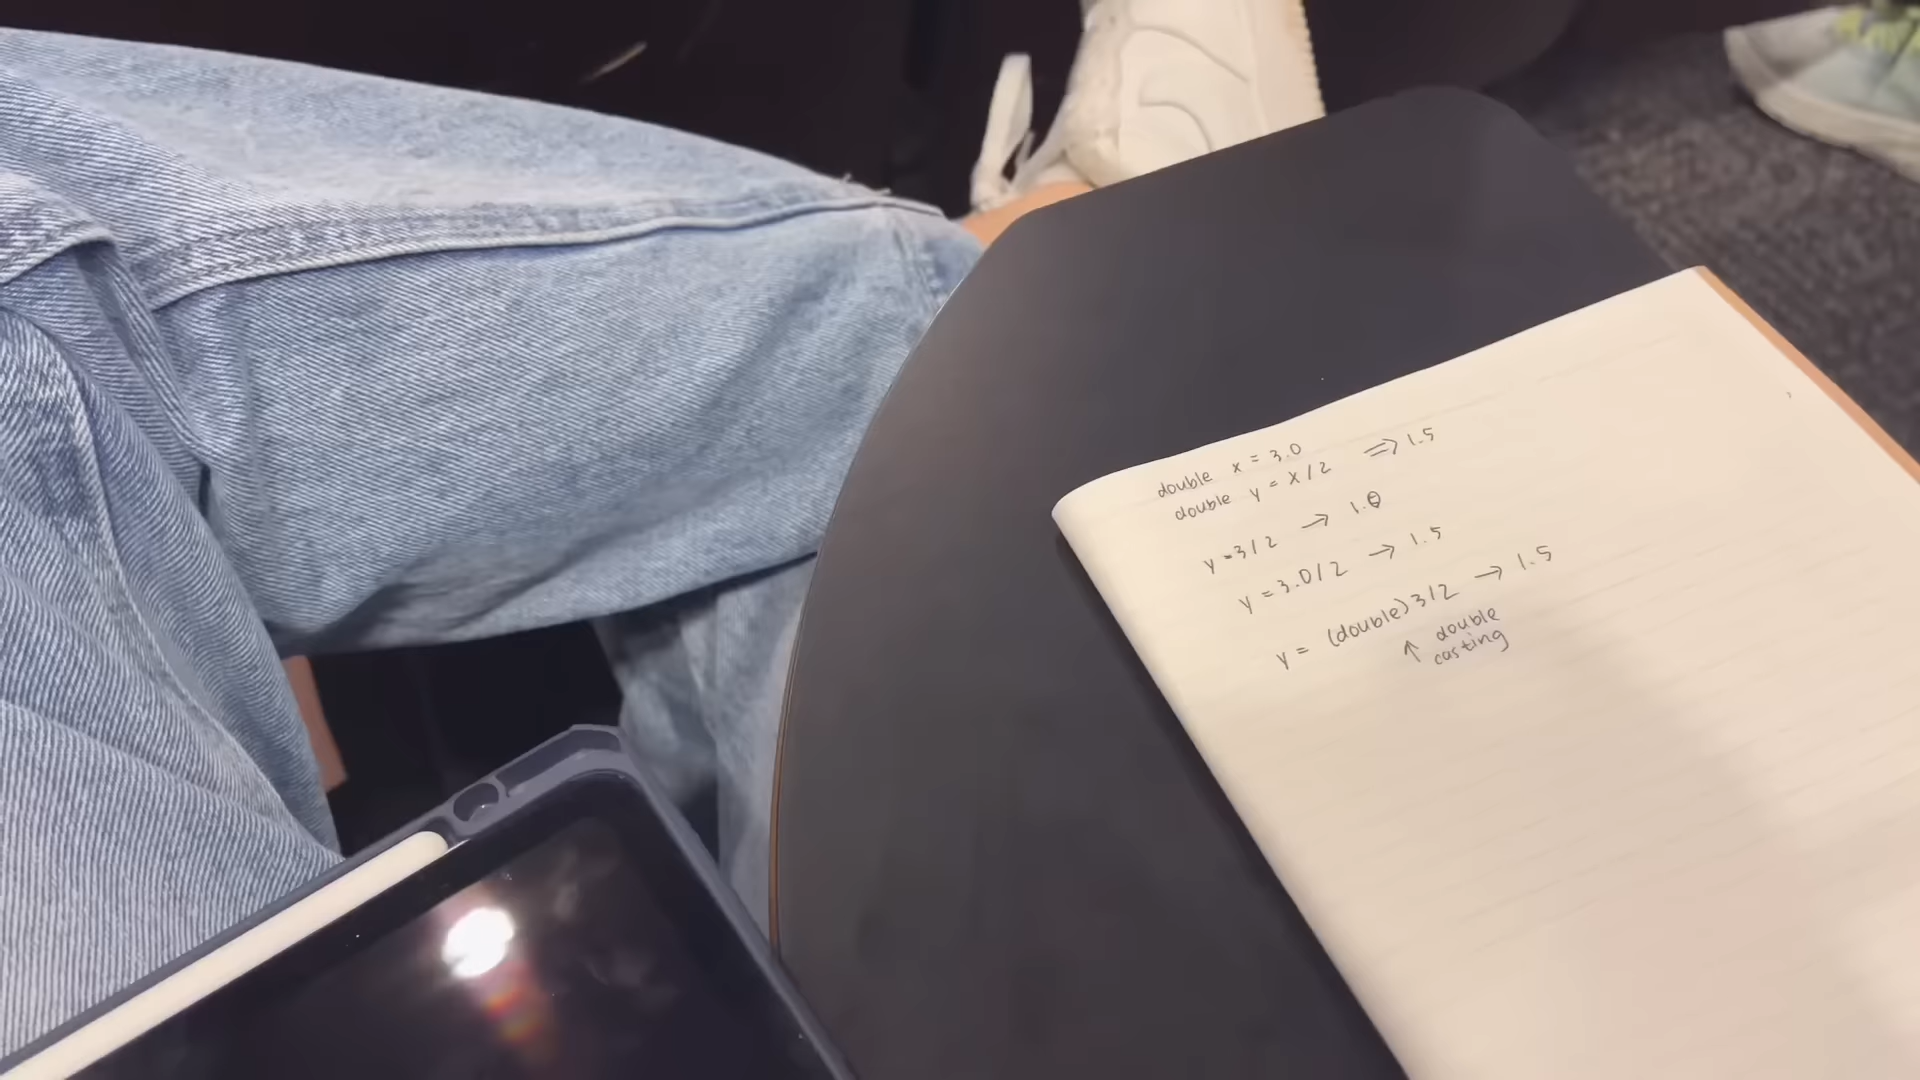 double x = 3.0
double y = x/2 => 1.5
y = 3/2 → 1.0
y = 3.0/2 → 1.5
y = (double)3/2 → 1.5
↑ double
casting